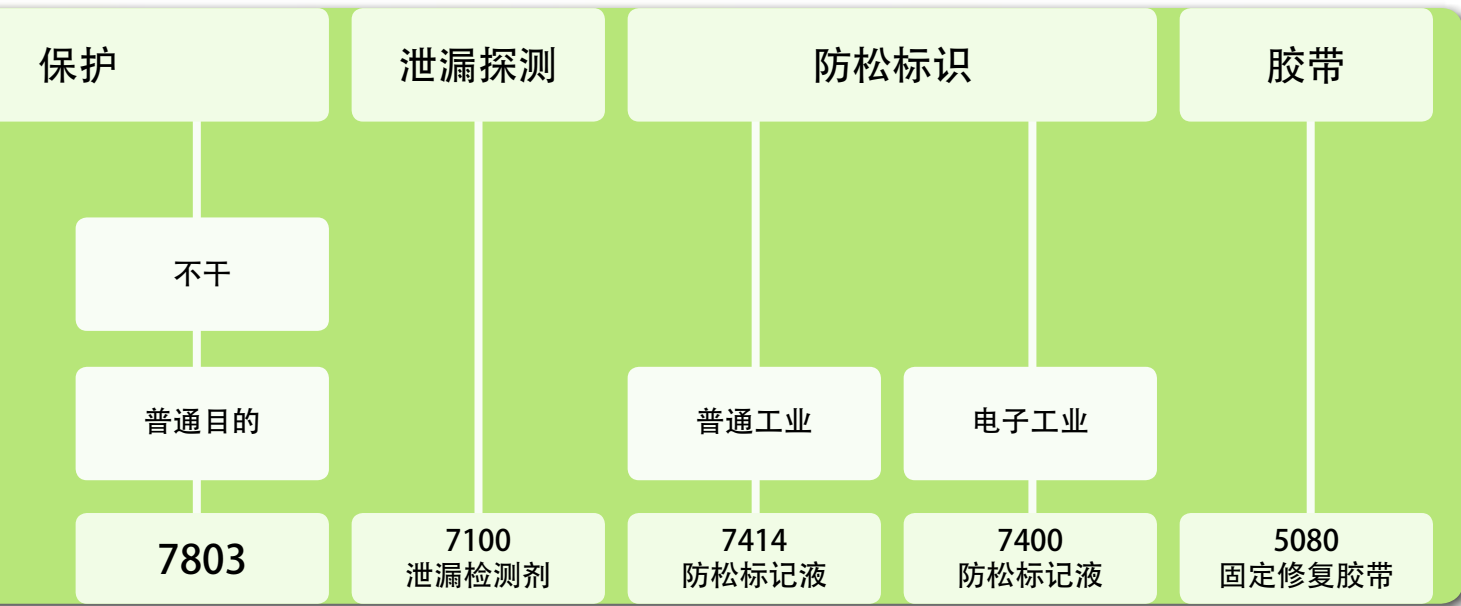 保护
泄漏探测
防松标识
胶带
不干
普通目的
普通工业
电子工业
7803
7100
泄漏检测剂
7414
防松标记液
7400
防松标记液
5080
固定修复胶带